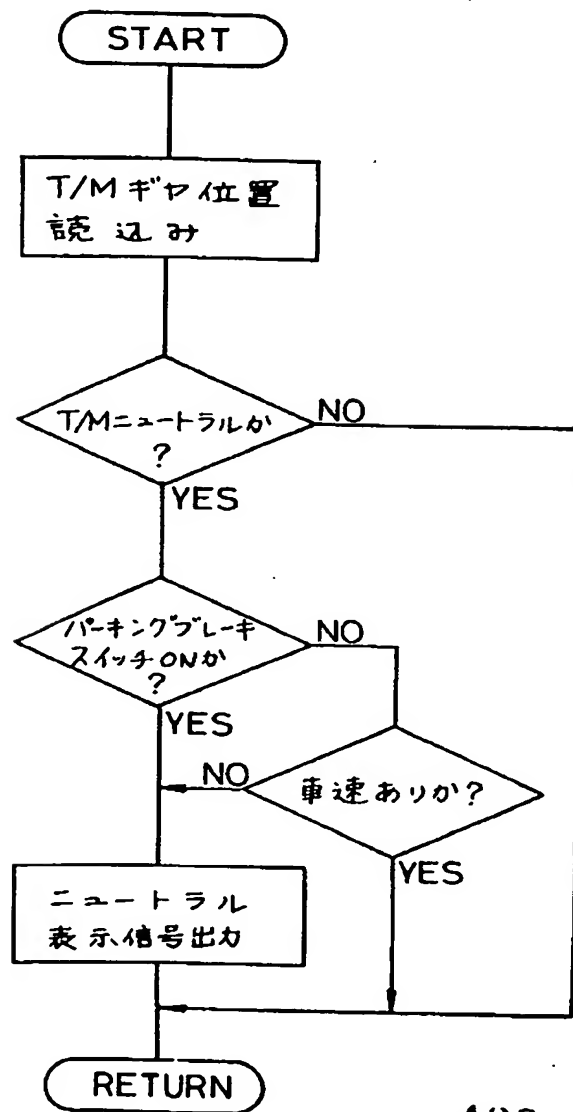 START
T/Mギヤ位置
読込み
T/Mニュートラルか
?
NO
YES
パーキングブレーキ
スイッチONか
?
NO
YES
車速ありか?
NO
YES
ニュートラル
表示信号出力
RETURN